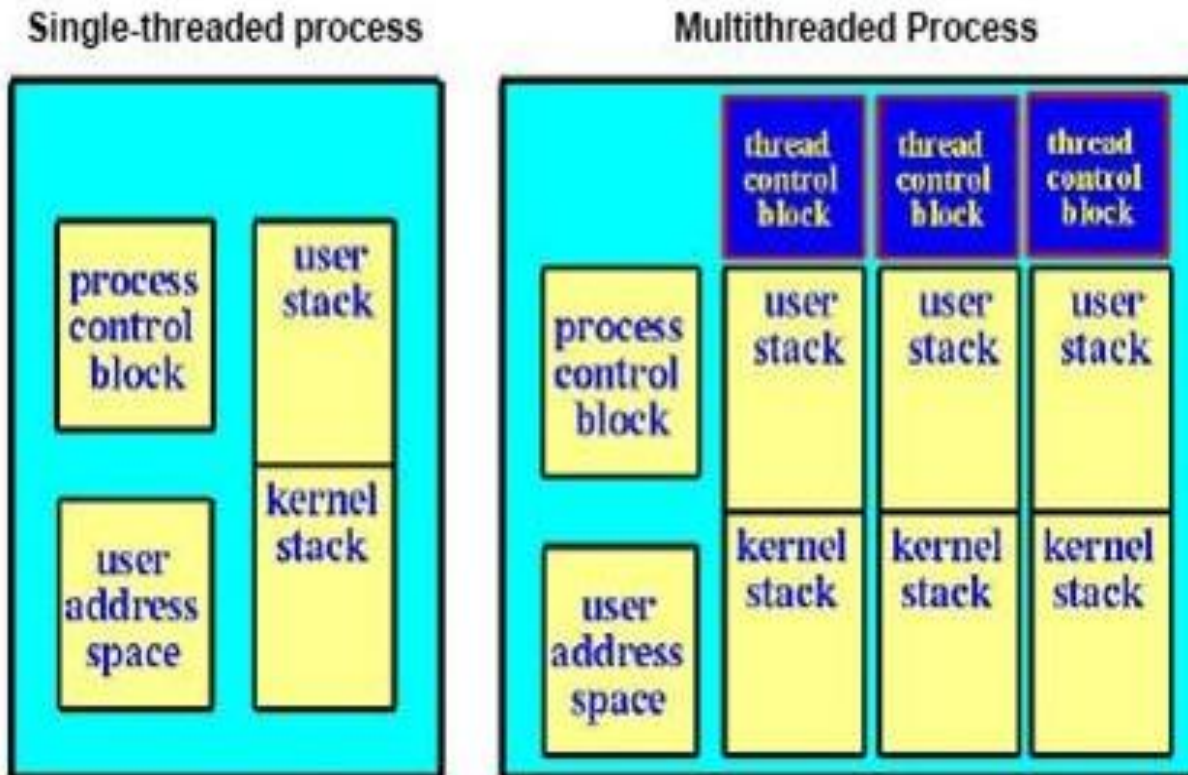 Single-threaded process
Multithreaded Process
process
control
block
user
stack
user
address
space
kernel
stack
thread
control
block
thread
control
block
thread
control
block
process
control
block
user
stack
user
stack
user
stack
user
address
space
kernel
stack
kernel
stack
kernel
stack